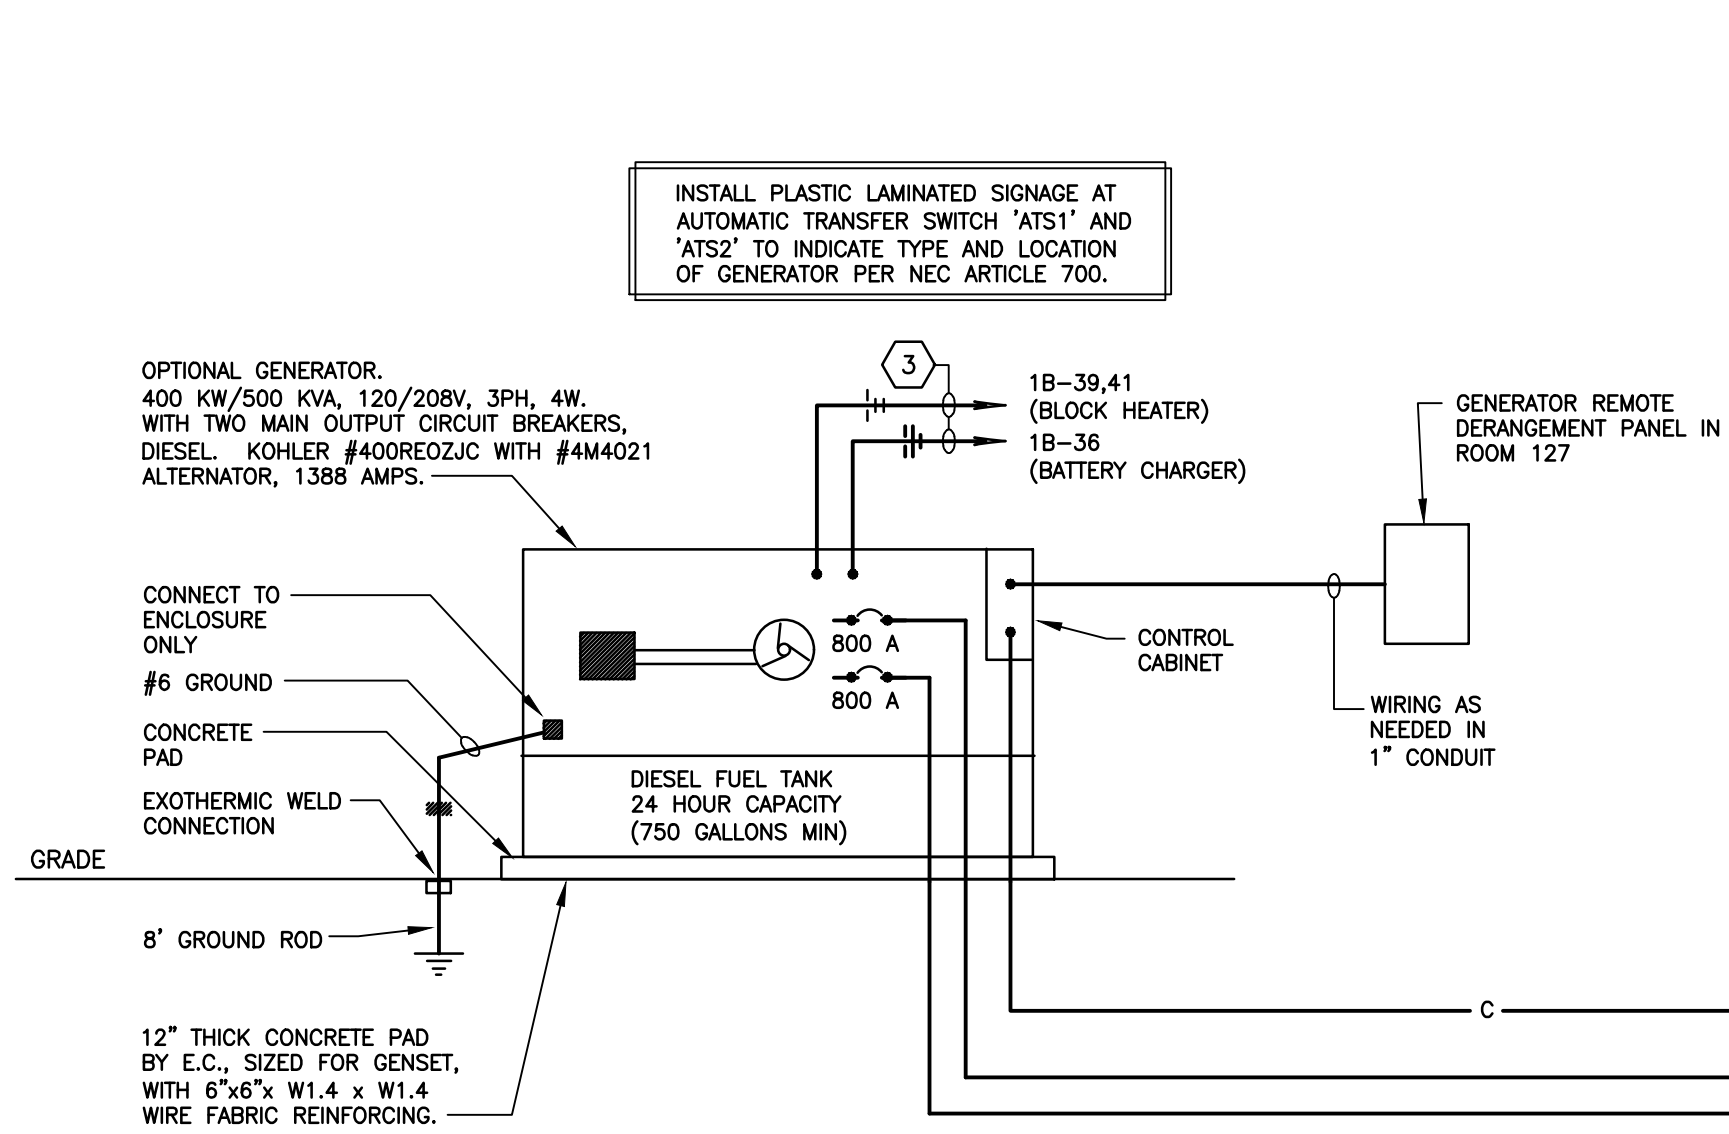 INSTALL PLASTIC LAMINATED SIGNAGE AT
AUTOMATIC TRANSFER SWITCH 'ATS1' AND
'ATS2' TO INDICATE TYPE AND LOCATION
OF GENERATOR PER NEC ARTICLE 700.
OPTIONAL GENERATOR.
400 KW/500 KVA, 120/208V, 3PH, 4W.
WITH TWO MAIN OUTPUT CIRCUIT BREAKERS,
DIESEL. KOHLER #400REOZJC WITH #4M4021
ALTERNATOR, 1388 AMPS.
3
1B-39,41
(BLOCK HEATER)
1B-36
(BATTERY CHARGER)
GENERATOR REMOTE
DERANGEMENT PANEL IN
ROOM 127
CONNECT TO
ENCLOSURE
ONLY
#6 GROUND
CONCRETE
PAD
EXOTHERMIC WELD
CONNECTION
GRADE
8' GROUND ROD
800 A
800 A
CONTROL
CABINET
WIRING AS
NEEDED IN
1" CONDUIT
DIESEL FUEL TANK
24 HOUR CAPACITY
(750 GALLONS MIN)
C
12" THICK CONCRETE PAD
BY E.C., SIZED FOR GENSET,
WITH 6"x6"x W1.4 x W1.4
WIRE FABRIC REINFORCING.